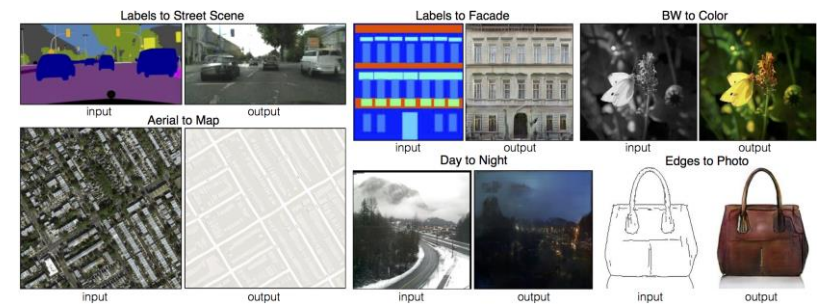 Labels to Street Scene
input
output
Aerial to Map
input
output
Labels to Facade
input
output
BW to Color
input
output
Day to Night
input
output
Edges to Photo
input
output